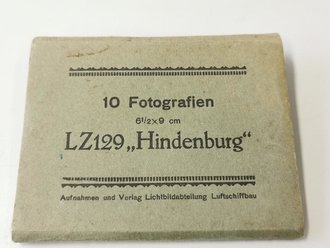 10 Fotografien
6½×9 cm
LZ129 „Hindenburg“
Aufnahmen und Verlag Lichtbildabteilung Luftschiffbau